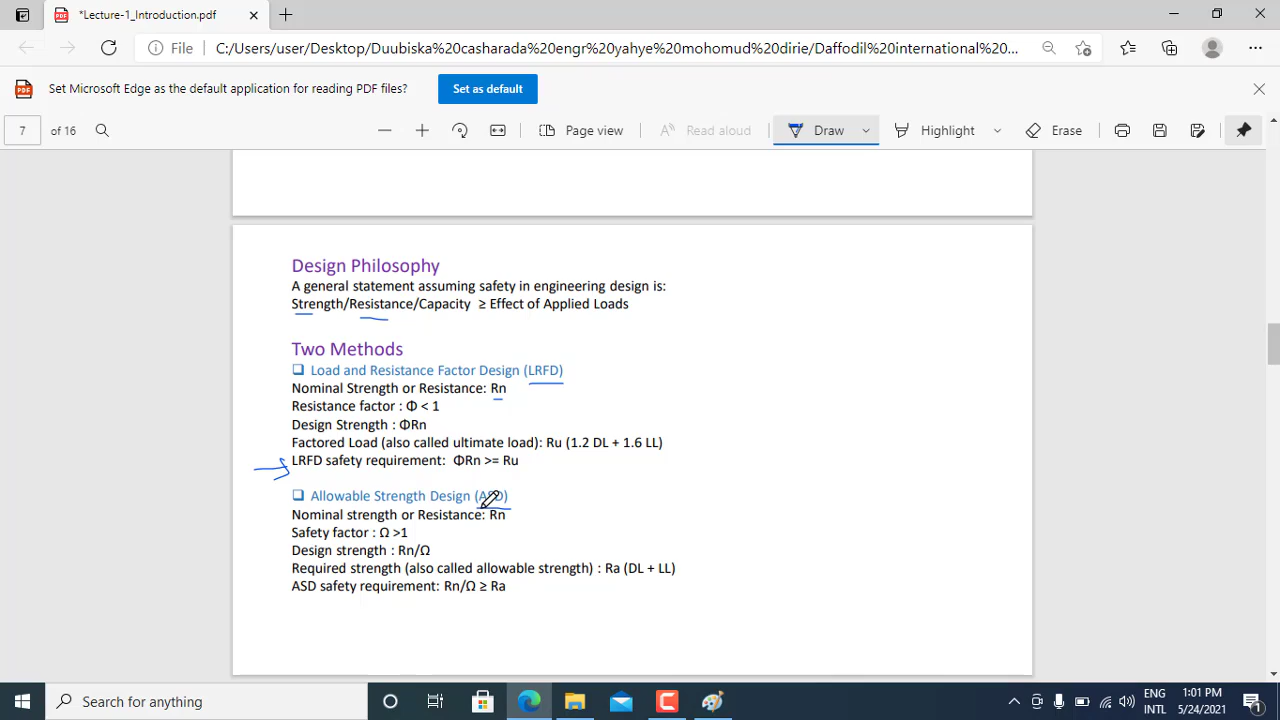 *Lecture-1_Introduction.pdf
File C:/Users/user/Desktop/Duubiska%20casharada%20engr%20yahye%20mohomud%20dirie/Daffodil%20international%20...
Set Microsoft Edge as the default application for reading PDF files? Set as default
7 of 16 Page view Read aloud Draw Highlight Erase
Design Philosophy
A general statement assuming safety in engineering design is:
Strength/Resistance/Capacity ≥ Effect of Applied Loads
Two Methods
Load and Resistance Factor Design (LRFD)
Nominal Strength or Resistance: Rn
Resistance factor : Φ < 1
Design Strength : ΦRn
Factored Load (also called ultimate load): Ru (1.2 DL + 1.6 LL)
LRFD safety requirement: ΦRn >= Ru
Allowable Strength Design (ASD)
Nominal strength or Resistance: Rn
Safety factor : Ω >1
Design strength : Rn/Ω
Required strength (also called allowable strength) : Ra (DL + LL)
ASD safety requirement: Rn/Ω ≥ Ra
Search for anything
ENG 1:01 PM
INTL 5/24/2021 1